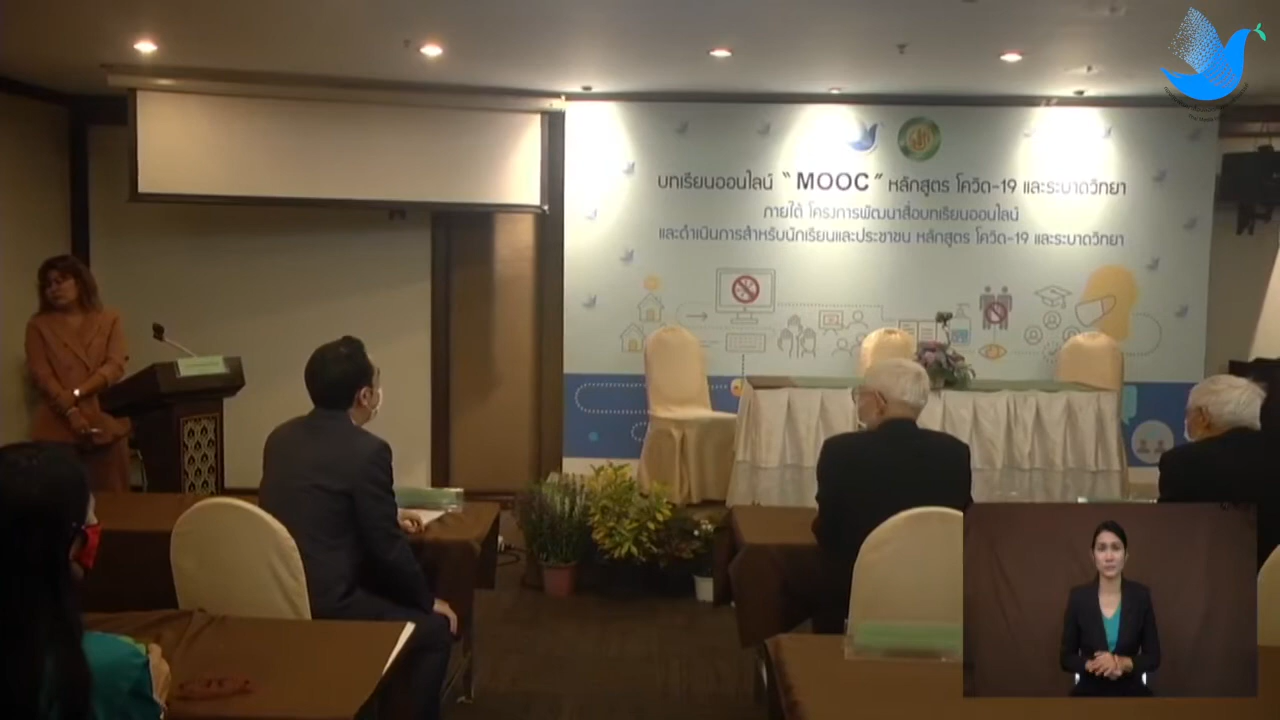 บทเรียนออนไลน์ "MOOC" หลักสูตร โควิด-19 และระบาดวิทยา
ภายใต้ โครงการพัฒนาสื่อบทเรียนออนไลน์
และดำเนินการสำหรับนักเรียนและประชาชน หลักสูตร โควิด-19 และระบาดวิทยา